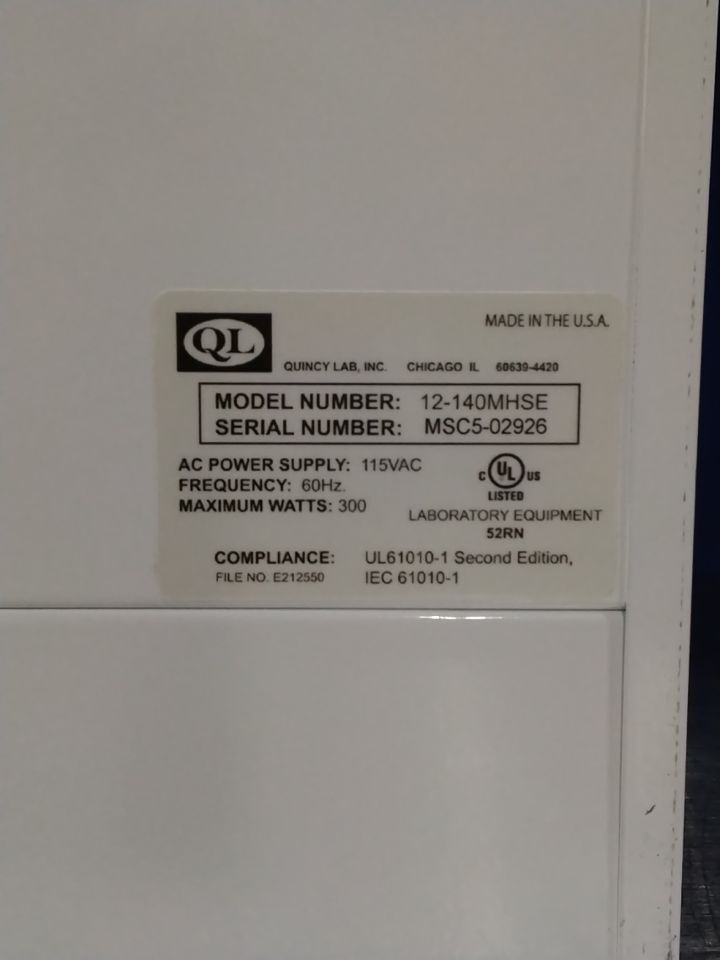 QL
MADE IN THE U.S.A.
QUINCY LAB, INC. CHICAGO IL 60639-4420
MODEL NUMBER: 12-140MHSE
SERIAL NUMBER: MSC5-02926
AC POWER SUPPLY: 115VAC
FREQUENCY: 60Hz.
MAXIMUM WATTS: 300
C UL US
LISTED
LABORATORY EQUIPMENT
52RN
COMPLIANCE: UL61010-1 Second Edition,
FILE NO. E212550 IEC 61010-1